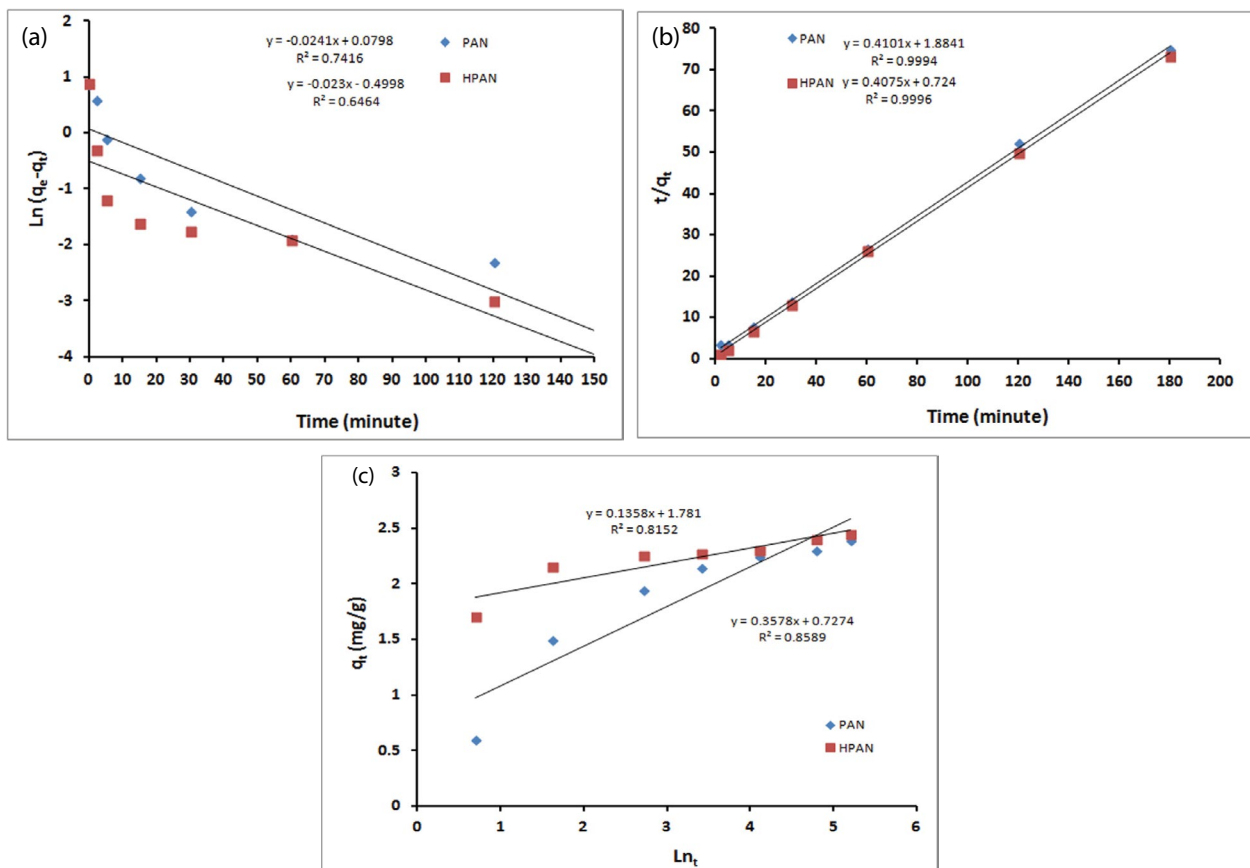 (a)
2
1
0
-1
-2
-3
-4
Ln (qₑ-qₜ)
y = -0.0241x + 0.0798
R² = 0.7416
y = -0.023x - 0.4998
R² = 0.6464
PAN
HPAN
0 10 20 30 40 50 60 70 80 90 100 110 120 130 140 150
Time (minute)
(b)
80
70
60
50
40
30
20
10
0
t/qₜ
PAN
HPAN
y = 0.4101x + 1.8841
R² = 0.9994
y = 0.4075x + 0.724
R² = 0.9996
0 20 40 60 80 100 120 140 160 180 200
Time (minute)
(c)
3
2.5
2
1.5
1
0.5
0
qₜ (mg/g)
y = 0.1358x + 1.781
R² = 0.8152
y = 0.3578x + 0.7274
R² = 0.8589
PAN
HPAN
0 1 2 3 4 5 6
Lnₜ